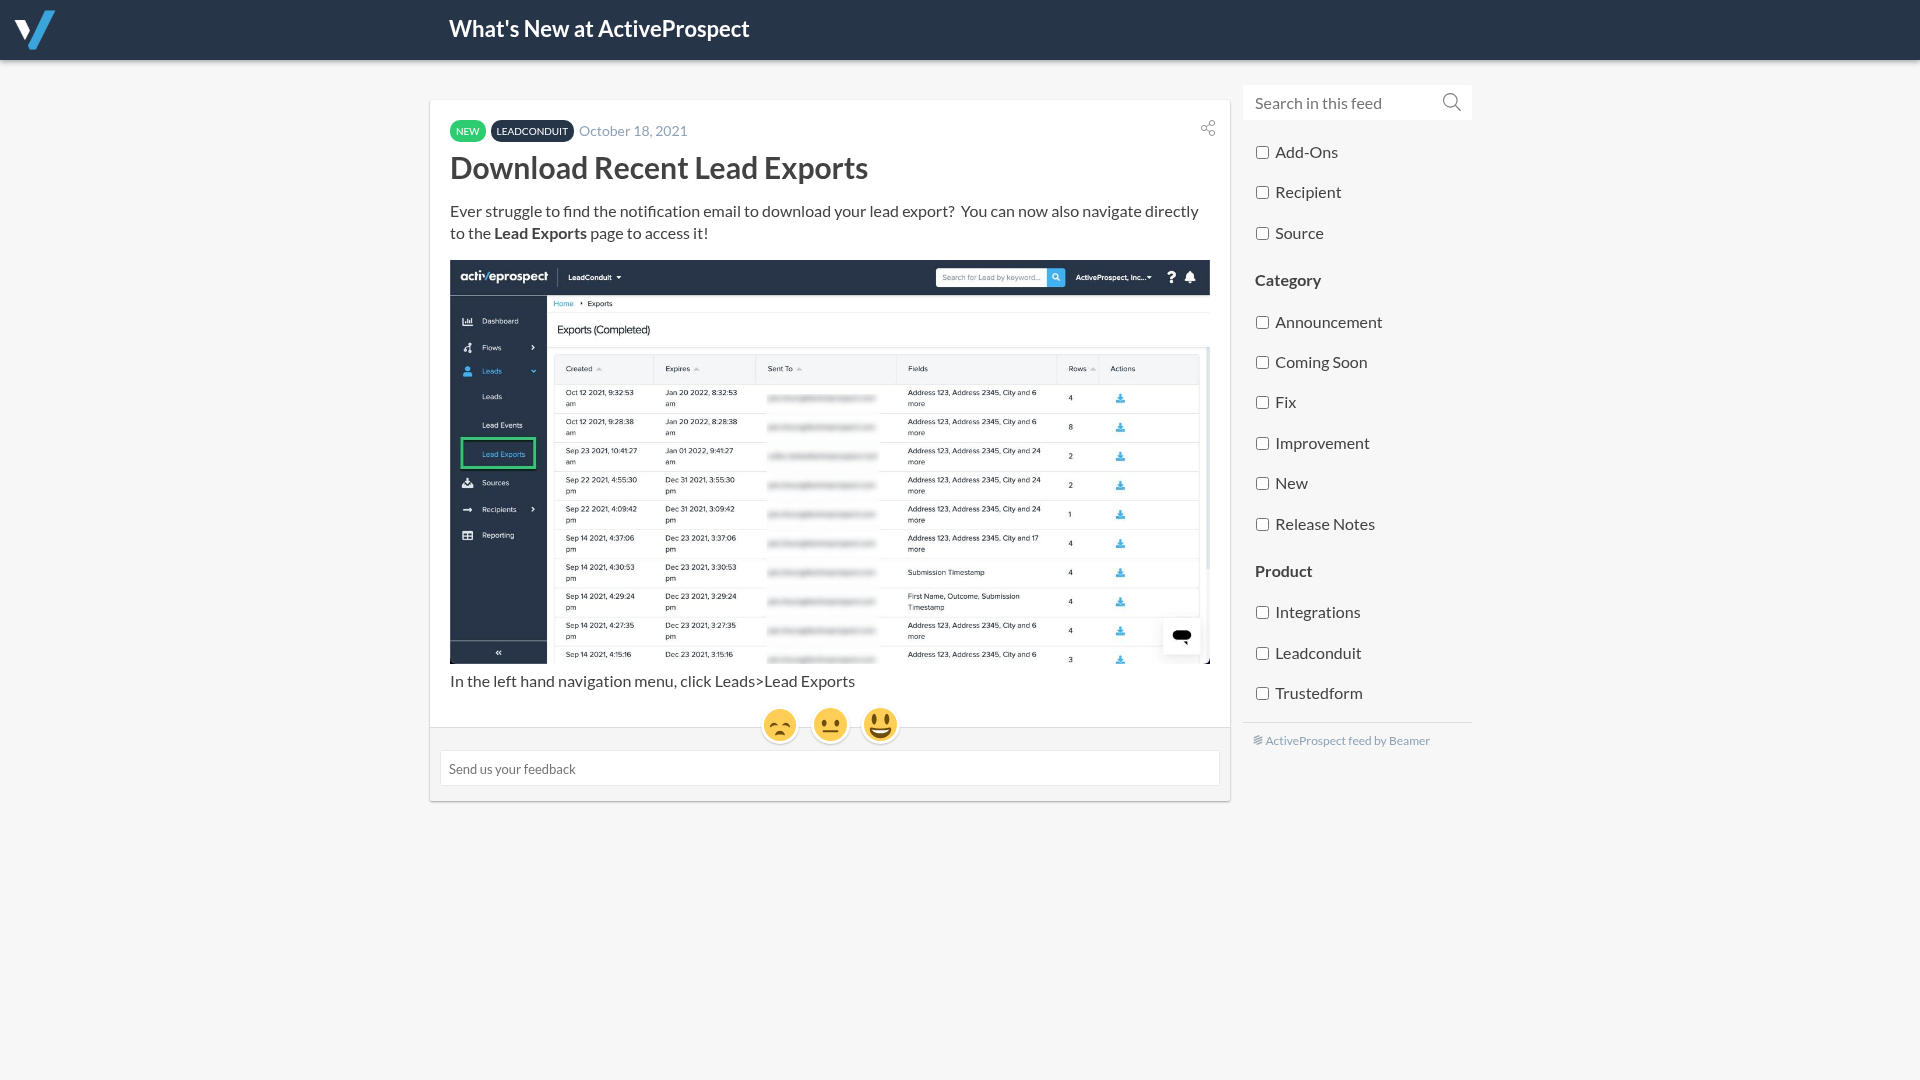 What's New at ActiveProspect
NEW LEADCONDUIT October 18, 2021
Download Recent Lead Exports
Ever struggle to find the notification email to download your lead export?  You can now also navigate directly
to the Lead Exports page to access it!
activeprospect LeadConduit Search for Lead by keyword... ActiveProspect, Inc... ?
Home Exports
Exports (Completed)
Dashboard
Flows
Leads
Leads
Lead Events
Lead Exports
Sources
Recipients
Reporting
«
Created Expires Sent To Fields Rows Actions
Oct 12 2021, 9:32:53 Jan 20 2022, 8:32:53 Address 123, Address 2345, City and 6
am am more 4
Oct 12 2021, 9:28:38 Jan 20 2022, 8:28:38 Address 123, Address 2345, City and 6
am am more 8
Sep 23 2021, 10:41:27 Jan 01 2022, 9:41:27 Address 123, Address 2345, City and 24
am am more 2
Sep 22 2021, 4:55:30 Dec 31 2021, 3:55:30 Address 123, Address 2345, City and 24
pm pm more 2
Sep 22 2021, 4:09:42 Dec 31 2021, 3:09:42 Address 123, Address 2345, City and 24
pm pm more 1
Sep 14 2021, 4:37:06 Dec 23 2021, 3:37:06 Address 123, Address 2345, City and 17
pm pm more 4
Sep 14 2021, 4:30:53 Dec 23 2021, 3:30:53 Submission Timestamp 4
pm pm
Sep 14 2021, 4:29:24 Dec 23 2021, 3:29:24 First Name, Outcome, Submission
pm pm Timestamp 4
Sep 14 2021, 4:27:35 Dec 23 2021, 3:27:35 Address 123, Address 2345, City and 6
pm pm more 4
Sep 14 2021, 4:15:16 Dec 23 2021, 3:15:16 Address 123, Address 2345, City and 6 3
In the left hand navigation menu, click Leads>Lead Exports
Send us your feedback
Search in this feed
Add-Ons
Recipient
Source
Category
Announcement
Coming Soon
Fix
Improvement
New
Release Notes
Product
Integrations
Leadconduit
Trustedform
ActiveProspect feed by Beamer